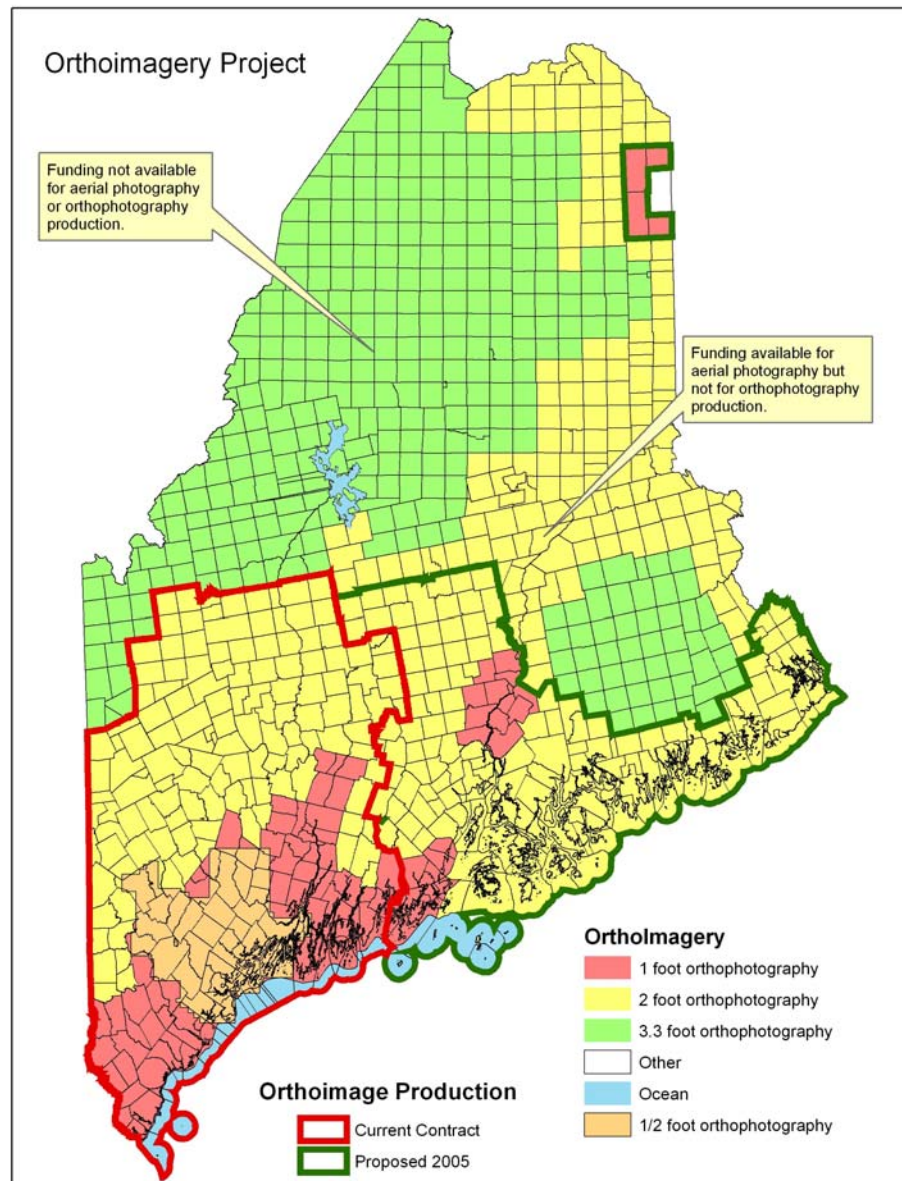 Orthoimagery Project
Funding not available
for aerial photography
or orthophotography
production.
Funding available for
aerial photography but
not for orthophotography
production.
OrthoImagery
1 foot orthophotography
2 foot orthophotography
3.3 foot orthophotography
Other
Ocean
1/2 foot orthophotography
Orthoimage Production
Current Contract
Proposed 2005